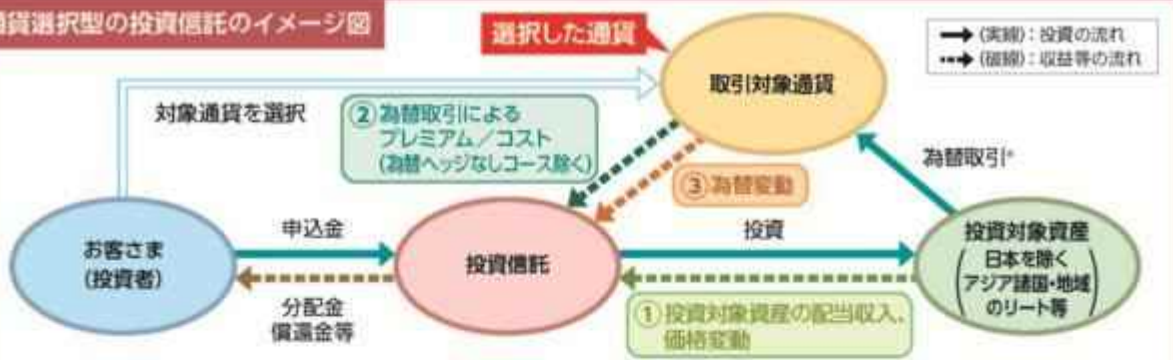 通貨選択型の投資信託のイメージ図
選択した通貨
(実線):投資の流れ
(破線):収益等の流れ
取引対象通貨
対象通貨を選択
②為替取引による
プレミアム/コスト
(為替ヘッジなしコース除く)
為替取引*
③為替変動
お客さま
(投資者)
申込金
投資信託
投資
投資対象資産
(日本を除く
アジア諸国・地域
のリート等)
分配金
償還金等
①投資対象資産の配当収入、
価格変動